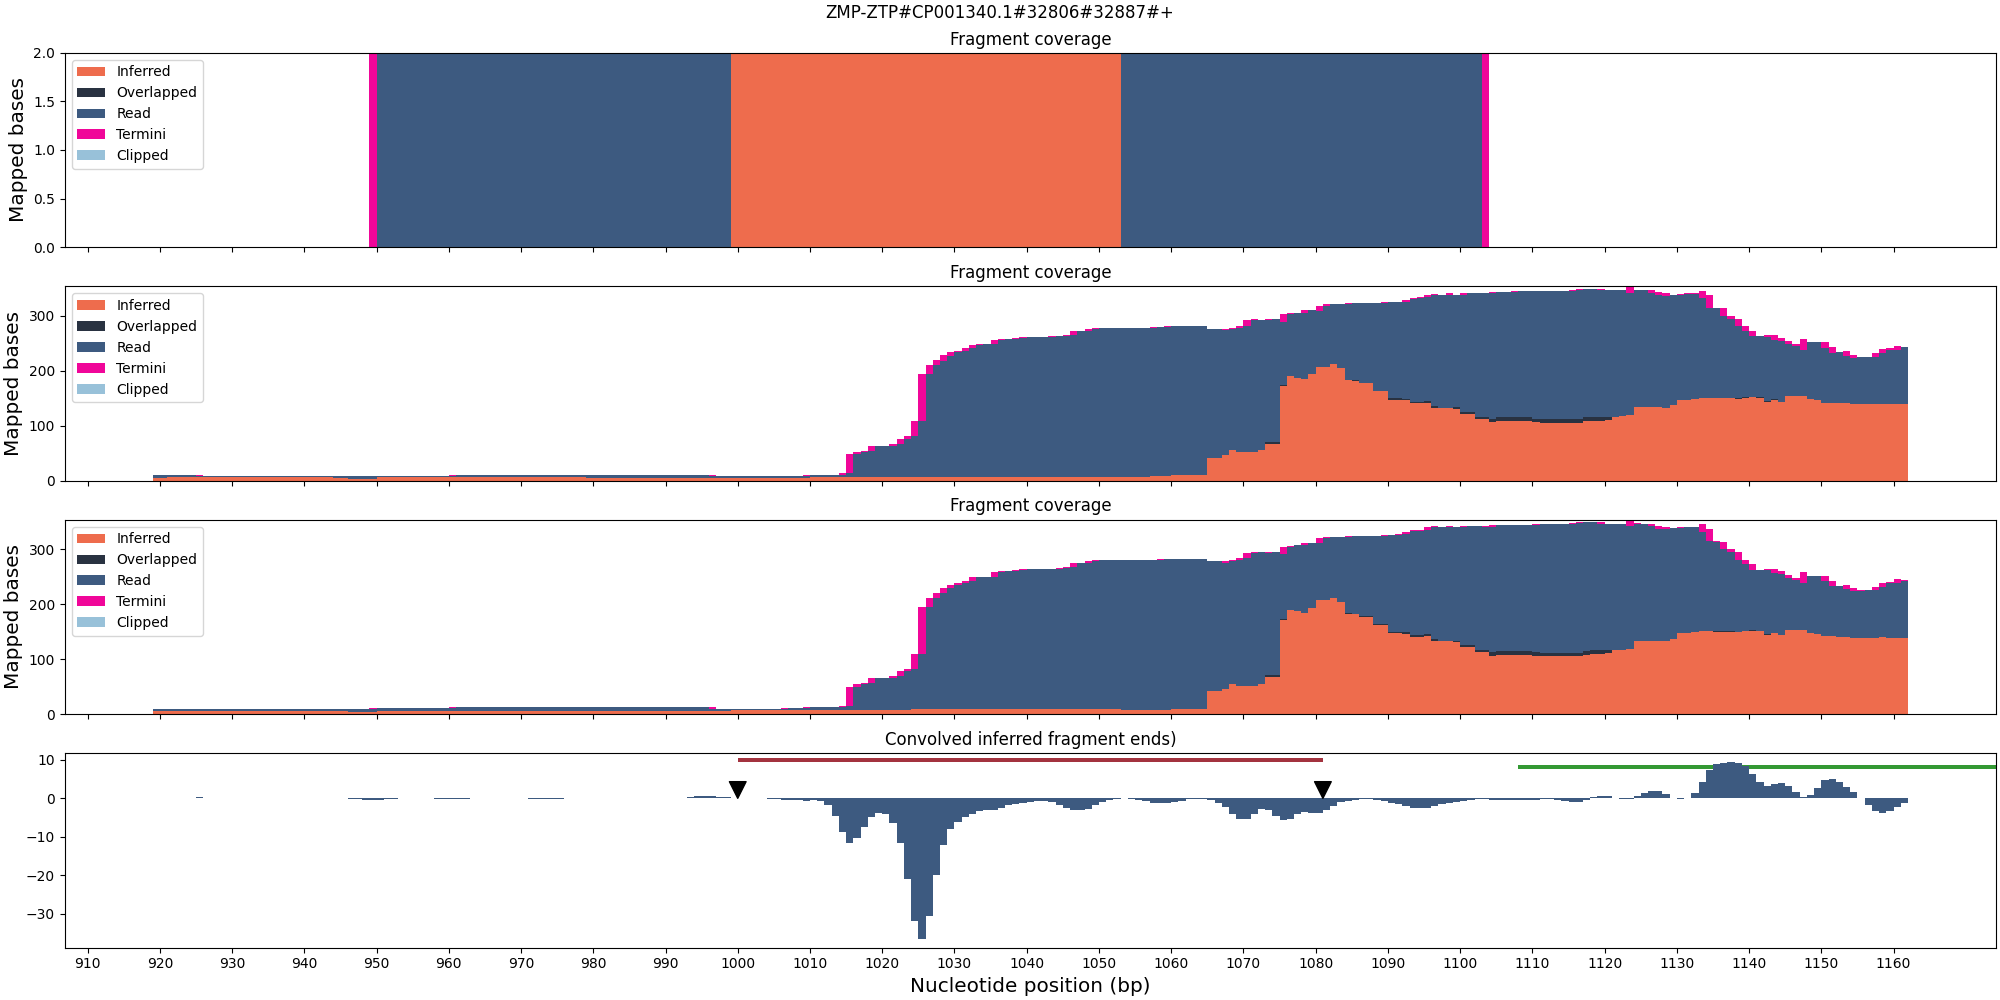 ZMP-ZTP#CP001340.1#32806#32887#+
Fragment coverage
Mapped bases
2.0
1.5
1.0
0.5
0.0
Inferred
Overlapped
Read
Termini
Clipped
Fragment coverage
Mapped bases
300
200
100
0
Inferred
Overlapped
Read
Termini
Clipped
Fragment coverage
Mapped bases
300
200
100
0
Inferred
Overlapped
Read
Termini
Clipped
Convolved inferred fragment ends)
10
0
−10
−20
−30
910 920 930 940 950 960 970 980 990 1000 1010 1020 1030 1040 1050 1060 1070 1080 1090 1100 1110 1120 1130 1140 1150 1160
Nucleotide position (bp)